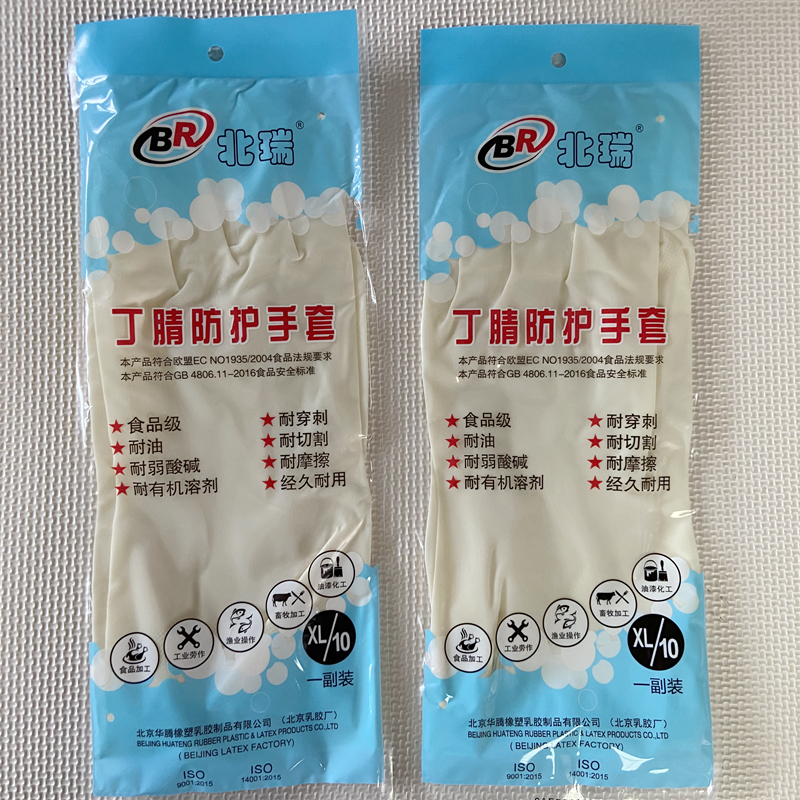 BR 北瑞®
丁腈防护手套
本产品符合欧盟EC NO1935/2004食品法规要求
本产品符合GB 4806.11-2016食品安全标准
★食品级 ★耐穿刺
★耐油 ★耐切割
★耐弱酸碱 ★耐摩擦
★耐有机溶剂 ★经久耐用
食品加工
工业劳作
渔业操作
畜牧加工
油漆化工
XL/10
一副装
北京华腾橡塑乳胶制品有限公司 (北京乳胶厂)
BEIJING HUATENG RUBBER PLASTIC & LATEX PRODUCTS CO.,LTD
( BEIJING LATEX FACTORY)
ISO 9001:2015
ISO 14001:2015
BR 北瑞®
丁腈防护手套
本产品符合欧盟EC NO1935/2004食品法规要求
本产品符合GB 4806.11-2016食品安全标准
★食品级 ★耐穿刺
★耐油 ★耐切割
★耐弱酸碱 ★耐摩擦
★耐有机溶剂 ★经久耐用
食品加工
工业劳作
渔业操作
畜牧加工
油漆化工
XL/10
一副装
北京华腾橡塑乳胶制品有限公司 (北京乳胶厂)
BEIJING HUATENG RUBBER PLASTIC & LATEX PRODUCTS CO.,LTD
( BEIJING LATEX FACTORY)
ISO 9001:2015
ISO 14001:2015